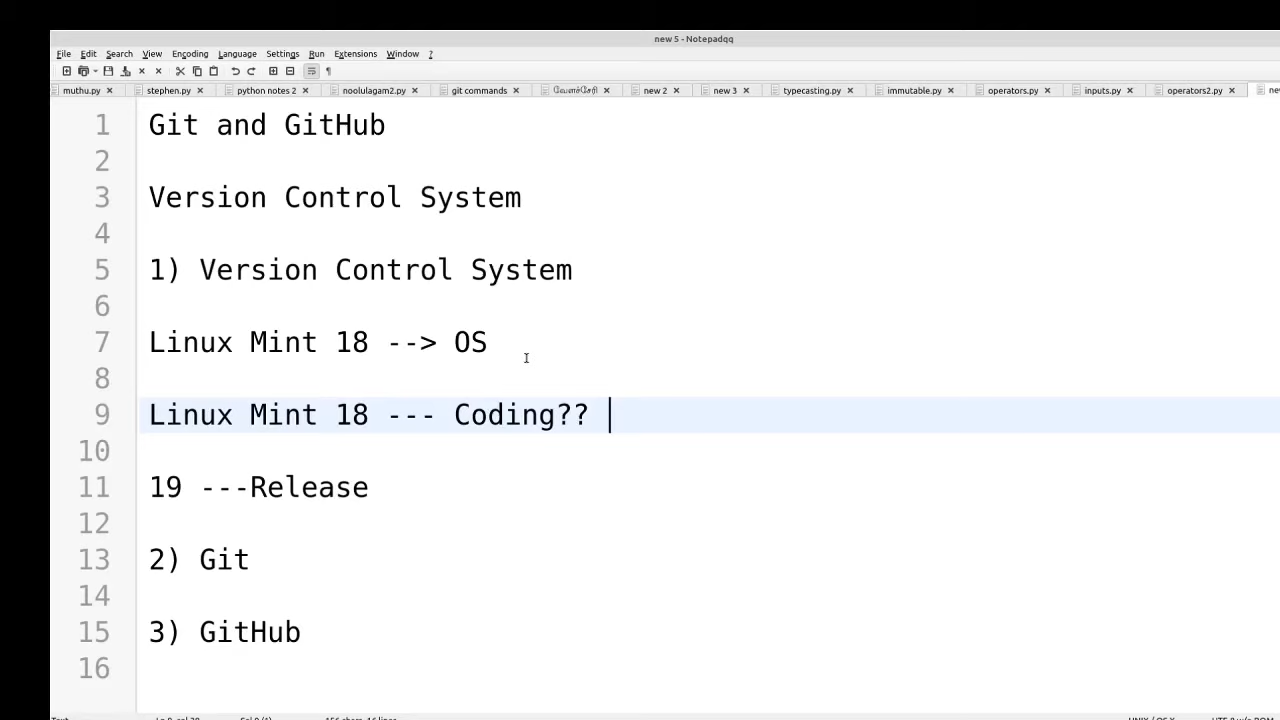 new 5 - Notepadqq
File Edit Search View Encoding Language Settings Run Extensions Window ?
muthu.py stephen.py python notes 2 noolulagam2.py git commands வேளச்சேரி new 2 new 3 typecasting.py immutable.py operators.py inputs.py operators2.py
1 Git and GitHub
2
3 Version Control System
4
5 1) Version Control System
6
7 Linux Mint 18 --> OS
8
9 Linux Mint 18 --- Coding??
10
11 19 ---Release
12
13 2) Git
14
15 3) GitHub
16